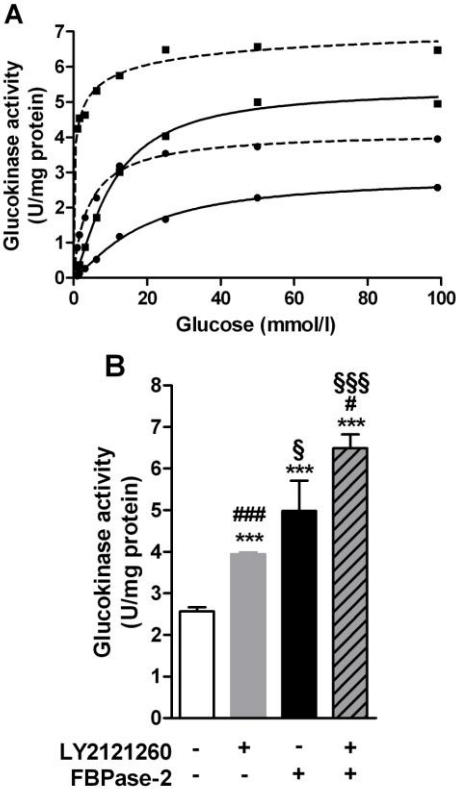 A
Glucokinase activity
(U/mg protein)
7
6
5
4
3
2
1
0
0 20 40 60 80 100
Glucose (mmol/l)
B
Glucokinase activity
(U/mg protein)
8
7
6
5
4
3
2
1
0
###
***
§
***
§§§
#
***
LY2121260 - + - +
FBPase-2 - - + +